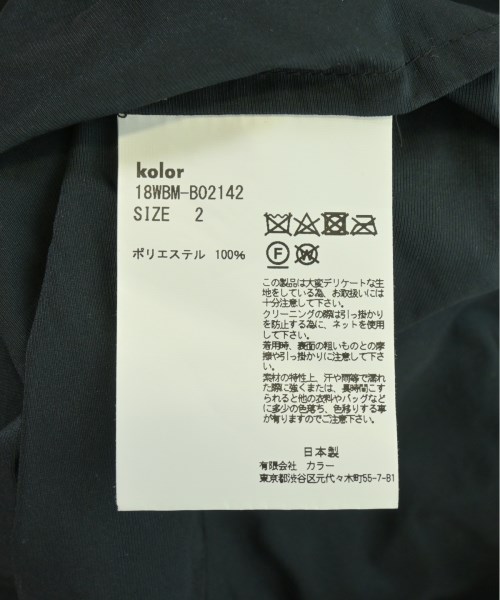 kolor
18WBM-B02142
SIZE 2
ポリエステル 100%
F W
この製品は大変デリケートな生
地をしている為、お取扱いには
十分注意して下さい。
クリーニングの際は引っ掛かり
を防止する為に、ネットを使用
して下さい。
着用時、裏面の粗いものとの摩
擦や引っ掛かりに注意して下さ
い。
素材の特性上、汗や雨等で濡れ
た際に強くまたは、長時間こす
られると他の衣料やバッグなど
に多少の色落ち、色移りする事
が有りますのでご注意下さい。
日本製
有限会社 カラー
東京都渋谷区元代々木町55-7-B1